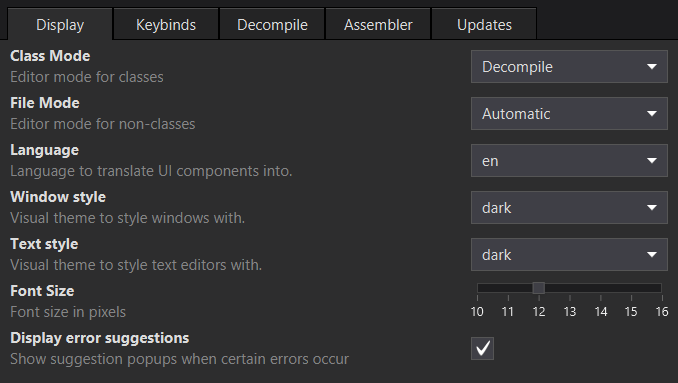 Display Keybinds Decompile Assembler Updates
Class Mode
Editor mode for classes
Decompile
File Mode
Editor mode for non-classes
Automatic
Language
Language to translate UI components into.
en
Window style
Visual theme to style windows with.
dark
Text style
Visual theme to style text editors with.
dark
Font Size
Font size in pixels
10 11 12 13 14 15 16
Display error suggestions
Show suggestion popups when certain errors occur